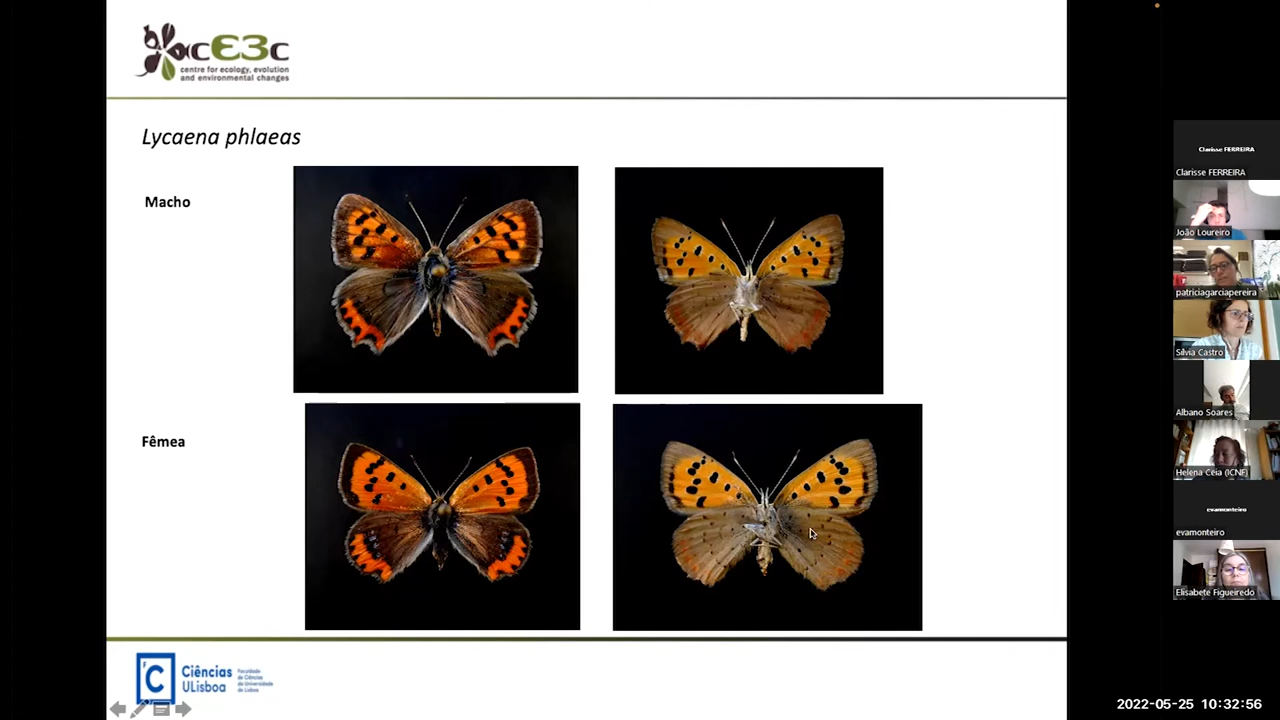 cE3c
centre for ecology, evolution
and environmental changes
Lycaena phlaeas
Macho
Fêmea
C
Ciências
ULisboa
Faculdade
de Ciências
da Universidade
de Lisboa
Clarisse FERREIRA
Clarisse FERREIRA
João Loureiro
patriciagarciapereira
Sílvia Castro
Albano Soares
Helena Ceia (ICNF)
evamonteiro
evamonteiro
Elisabete Figueiredo
2022-05-25 10:32:56